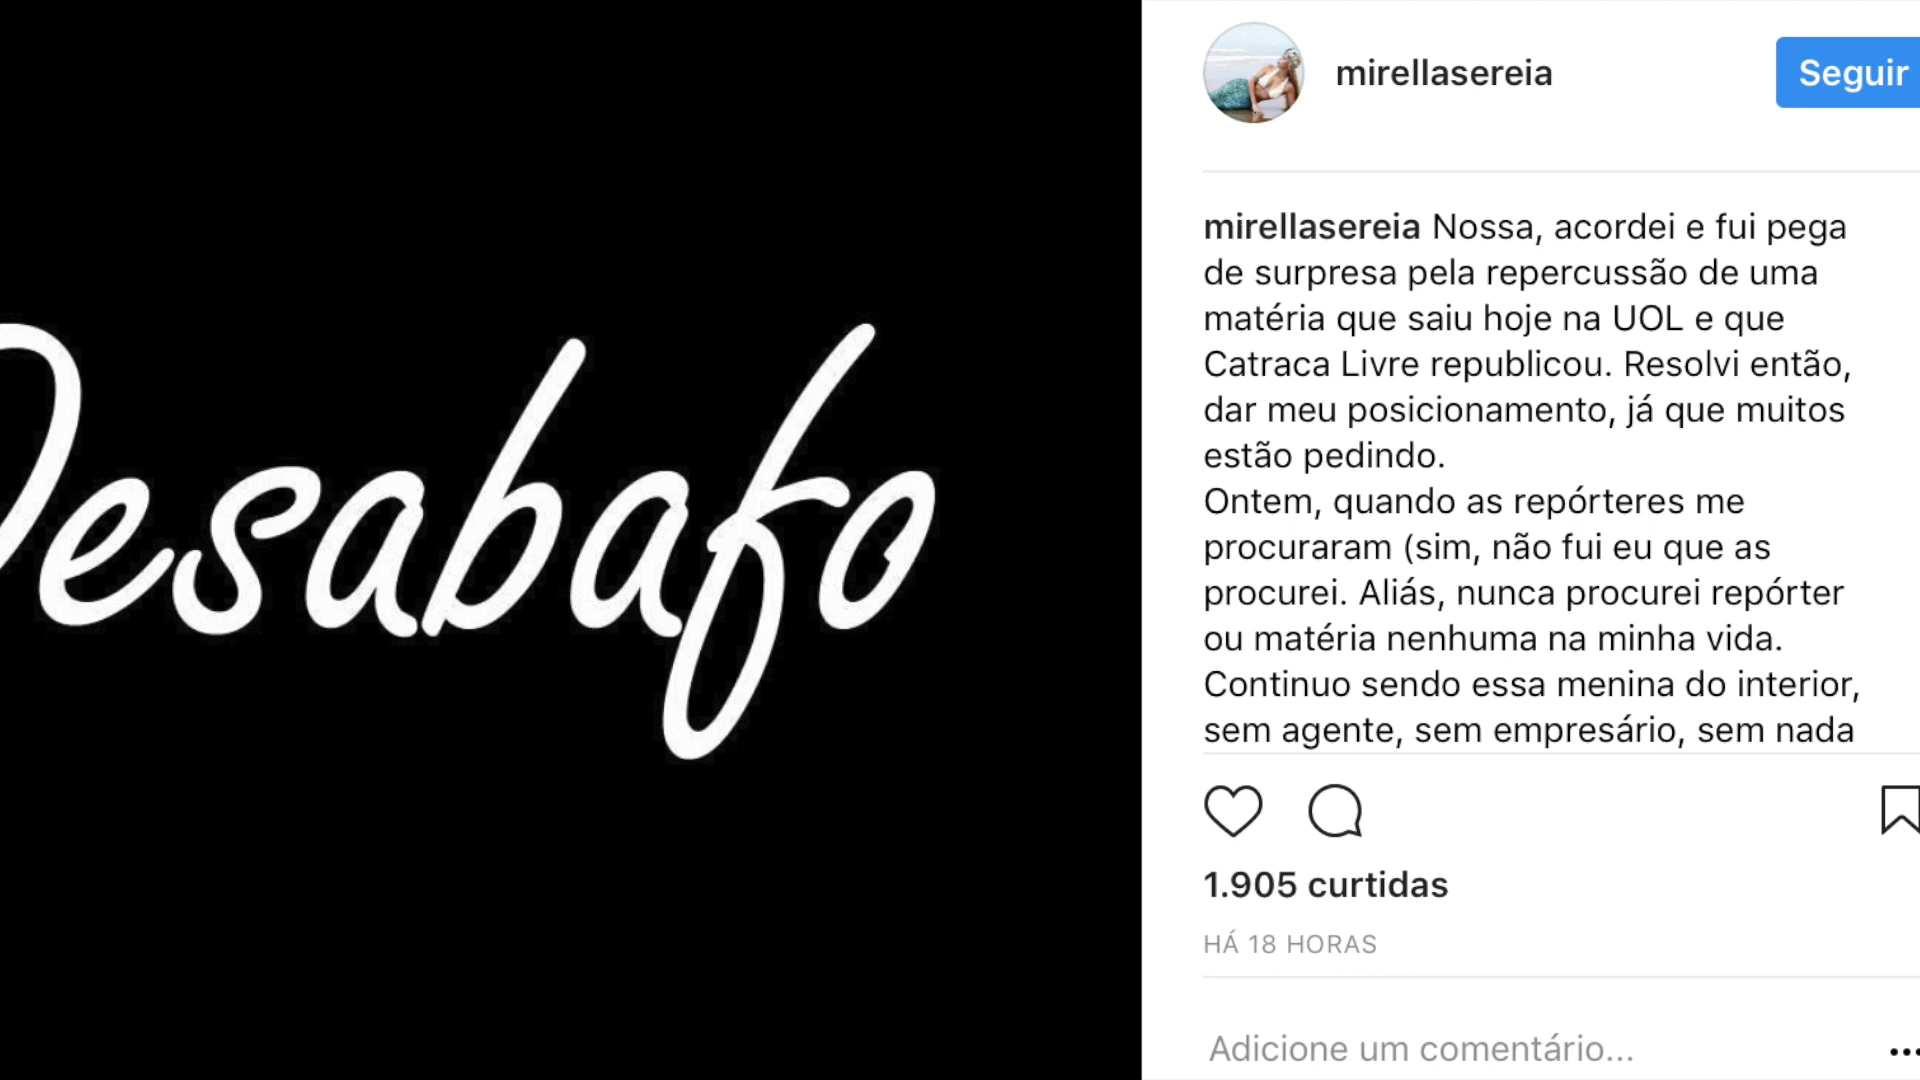 Desabafo
mirellasereia
Seguir
mirellasereia Nossa, acordei e fui pega
de surpresa pela repercussão de uma
matéria que saiu hoje na UOL e que
Catraca Livre republicou. Resolvi então,
dar meu posicionamento, já que muitos
estão pedindo.
Ontem, quando as repórteres me
procuraram (sim, não fui eu que as
procurei. Aliás, nunca procurei repórter
ou matéria nenhuma na minha vida.
Continuo sendo essa menina do interior,
sem agente, sem empresário, sem nada
1.905 curtidas
HÁ 18 HORAS
Adicione um comentário...